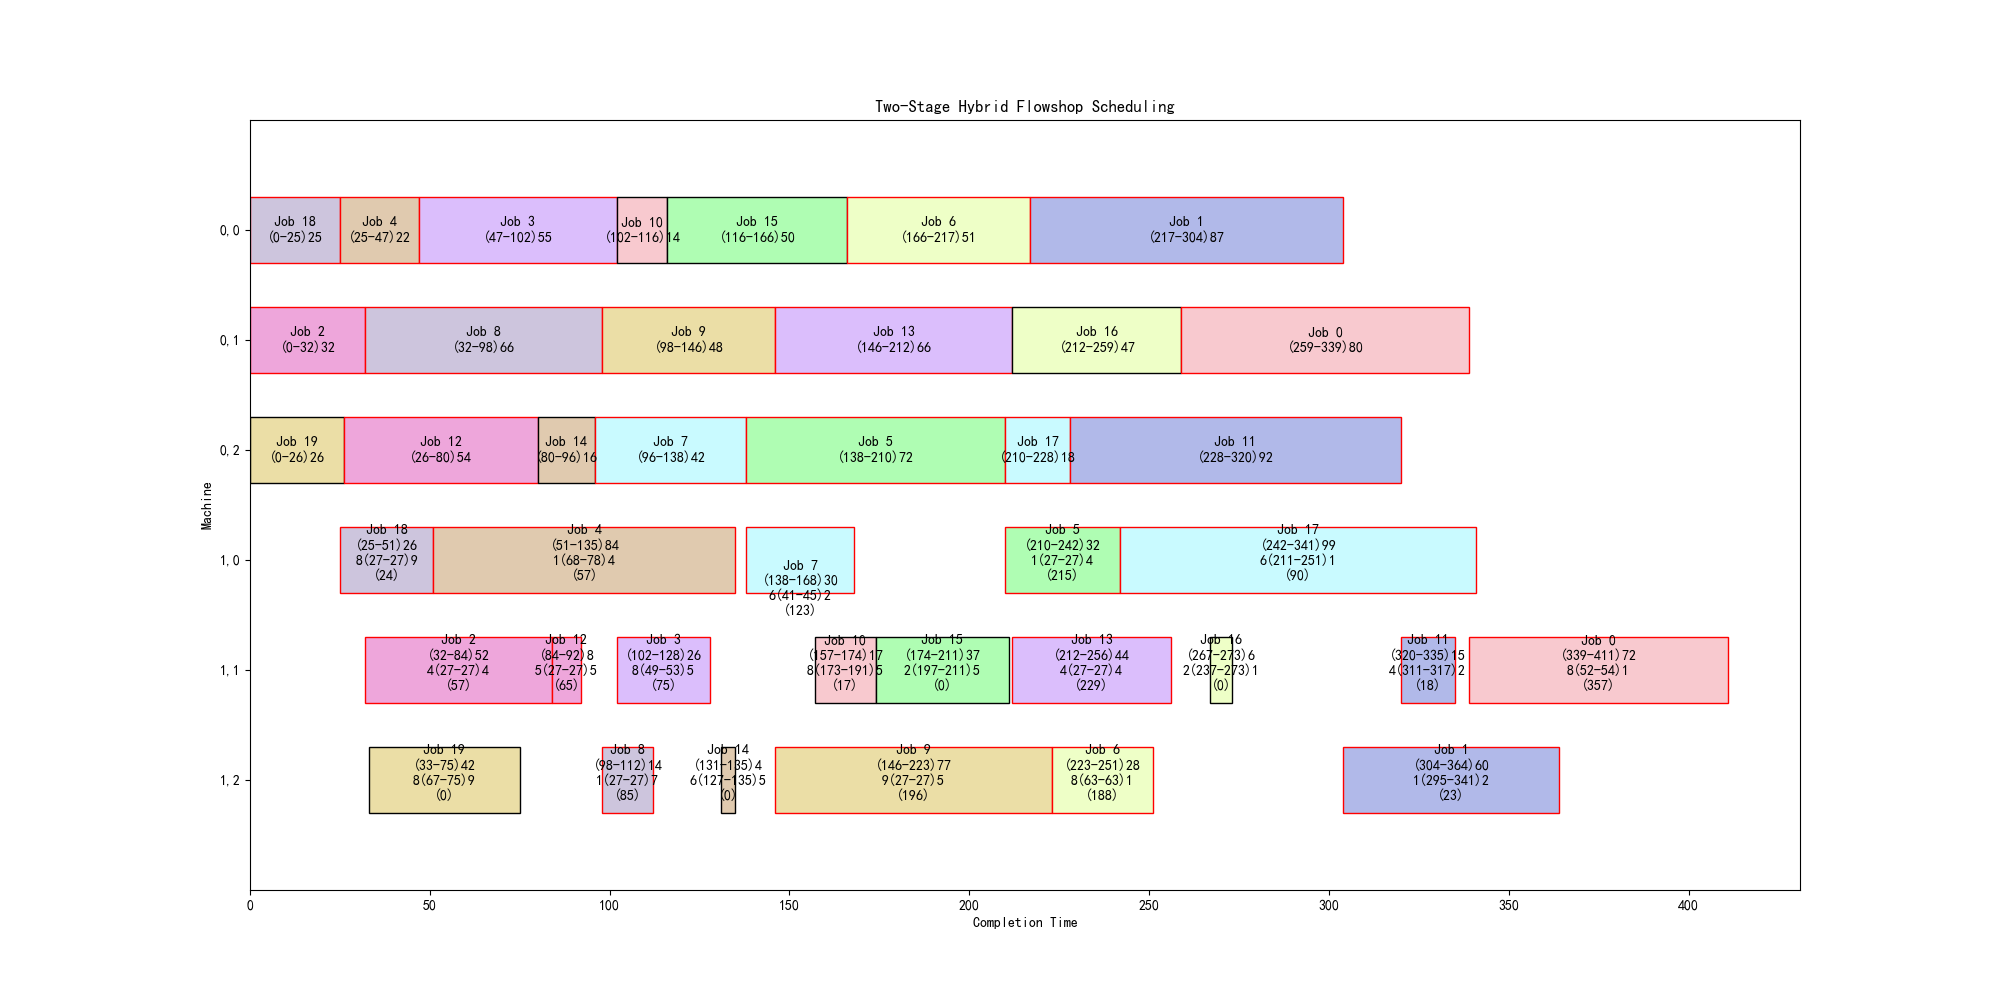 Two-Stage Hybrid Flowshop Scheduling
Machine
0,0
Job 18
(0-25)25
Job 4
(25-47)22
Job 3
(47-102)55
Job 10
(102-116)14
Job 15
(116-166)50
Job 6
(166-217)51
Job 1
(217-304)87
0,1
Job 2
(0-32)32
Job 8
(32-98)66
Job 9
(98-146)48
Job 13
(146-212)66
Job 16
(212-259)47
Job 0
(259-339)80
0,2
Job 19
(0-26)26
Job 12
(26-80)54
Job 14
(80-96)16
Job 7
(96-138)42
Job 5
(138-210)72
Job 17
(210-228)18
Job 11
(228-320)92
1,0
Job 18
(25-51)26
8(27-27)9
(24)
Job 4
(51-135)84
1(68-78)4
(57)
Job 7
(138-168)30
6(41-45)2
(123)
Job 5
(210-242)32
1(27-27)4
(215)
Job 17
(242-341)99
6(211-251)1
(90)
1,1
Job 2
(32-84)52
4(27-27)4
(57)
Job 12
(84-92)8
5(27-27)5
(65)
Job 3
(102-128)26
8(49-53)5
(75)
Job 10
(157-174)17
8(173-191)5
(17)
Job 15
(174-211)37
2(197-211)5
(0)
Job 13
(212-256)44
4(27-27)4
(229)
Job 16
(267-273)6
2(237-273)1
(0)
Job 11
(320-335)15
4(311-317)2
(18)
Job 0
(339-411)72
8(52-54)1
(357)
1,2
Job 19
(33-75)42
8(67-75)9
(0)
Job 8
(98-112)14
1(27-27)7
(85)
Job 14
(131-135)4
6(127-135)5
(0)
Job 9
(146-223)77
9(27-27)5
(196)
Job 6
(223-251)28
8(63-63)1
(188)
Job 1
(304-364)60
1(295-341)2
(23)
0
50
100
150
200
250
300
350
400
Completion Time